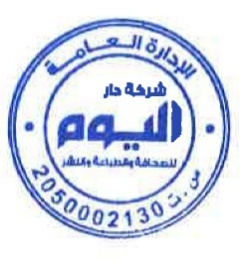 الإدارة العامة
شركة دار
اليوم
للصحافة والطباعة والنشر
س.ت 2050002130